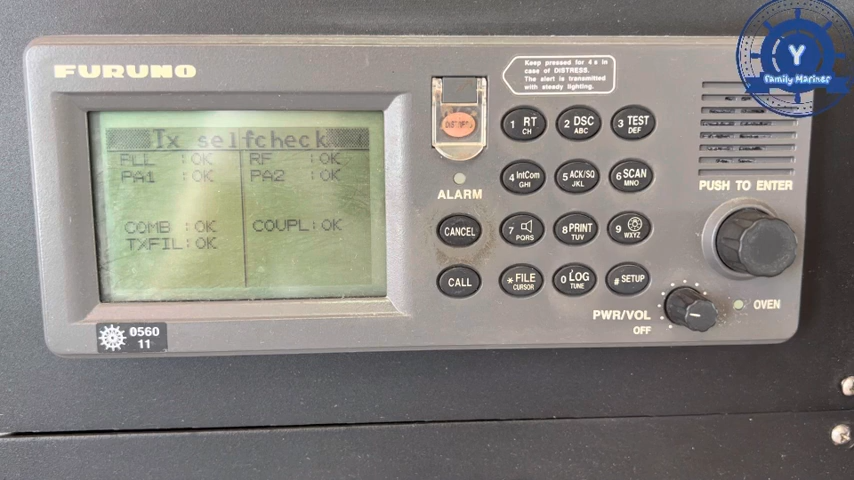 FURUNO
Keep pressed for 4 s in
case of DISTRESS.
The alert is transmitted
with steady lighting.
Y
family Mariner
Tx selfcheck
PLL :OK RF :OK
PA1 :OK PA2 :OK
COMB :OK COUPL:OK
TXFIL:OK
ALARM
CANCEL
CALL
1 RT
CH
2 DSC
ABC
3 TEST
DEF
4 IntCom
GHI
5 ACK/SQ
JKL
6 SCAN
MNO
7
PQRS
8 PRINT
TUV
9
WXYZ
* FILE
CURSOR
0 LOG
TUNE
# SETUP
PUSH TO ENTER
PWR/VOL
OFF
OVEN
0560
11